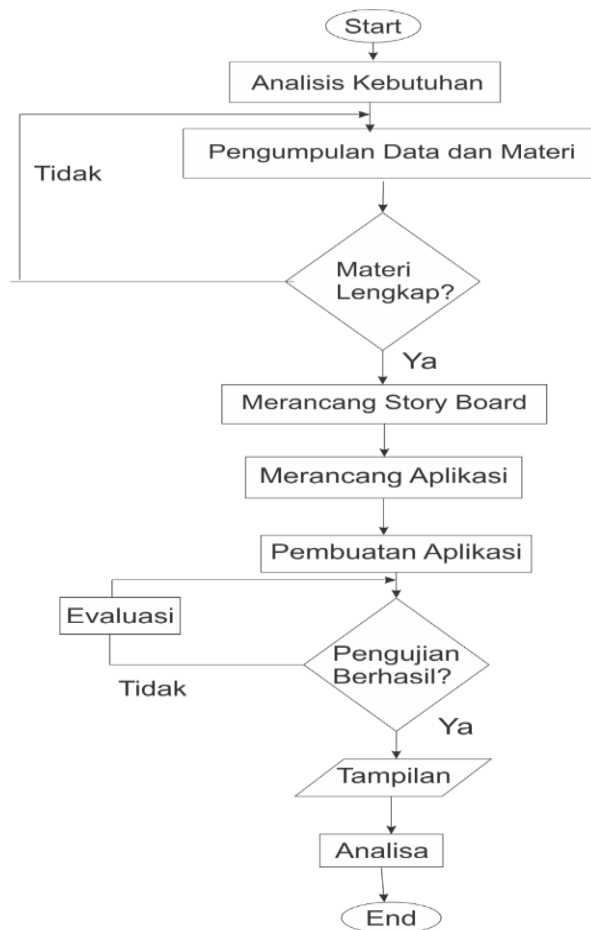 Start
Analisis Kebutuhan
Pengumpulan Data dan Materi
Tidak
Materi
Lengkap?
Ya
Merancang Story Board
Merancang Aplikasi
Pembuatan Aplikasi
Evaluasi
Pengujian
Berhasil?
Tidak
Ya
Tampilan
Analisa
End